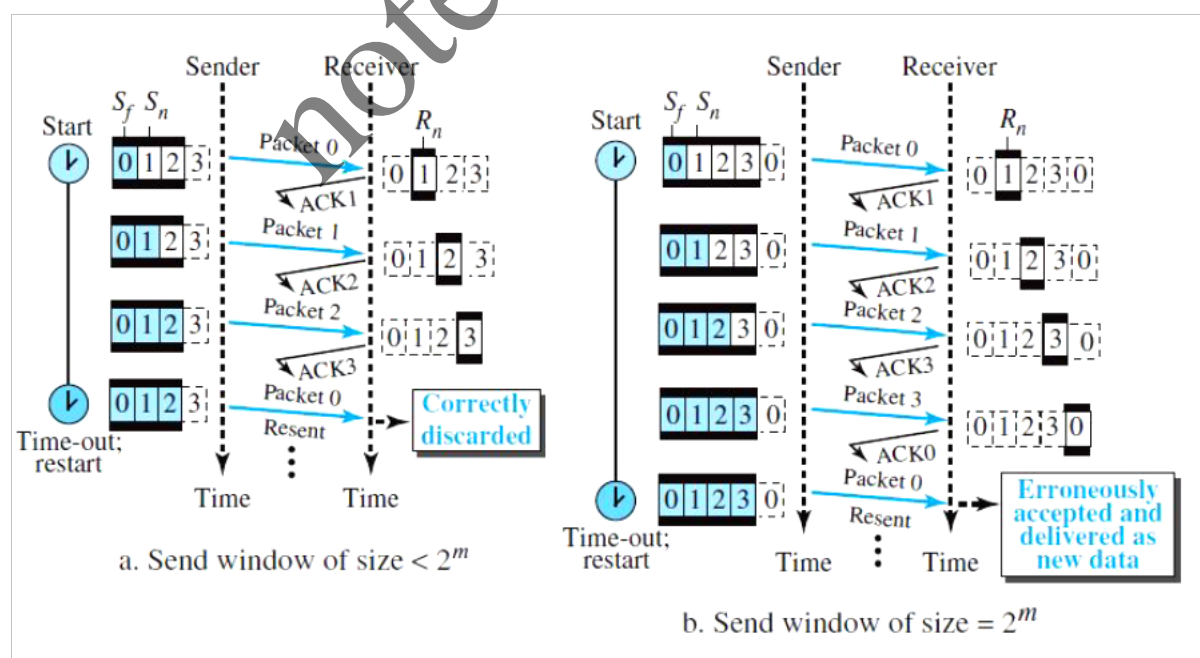 note
Sender Receiver
Start
Sf Sn
Rn
0 1 2 3
Packet 0
0 1 2 3
ACK1
0 1 2 3
Packet 1
0 1 2 3
ACK2
0 1 2 3
Packet 2
0 1 2 3
ACK3
0 1 2 3
Packet 0
Resent
Correctly
discarded
Time-out;
restart
Time Time
a. Send window of size < 2^m
Sender Receiver
Start
Sf Sn
Rn
0 1 2 3 0
Packet 0
0 1 2 3 0
ACK1
0 1 2 3 0
Packet 1
0 1 2 3 0
ACK2
0 1 2 3 0
Packet 2
0 1 2 3 0
ACK3
0 1 2 3 0
Packet 3
0 1 2 3 0
ACK0
0 1 2 3 0
Packet 0
Resent
Erroneously
accepted and
delivered as
new data
Time-out;
restart
Time Time
b. Send window of size = 2^m